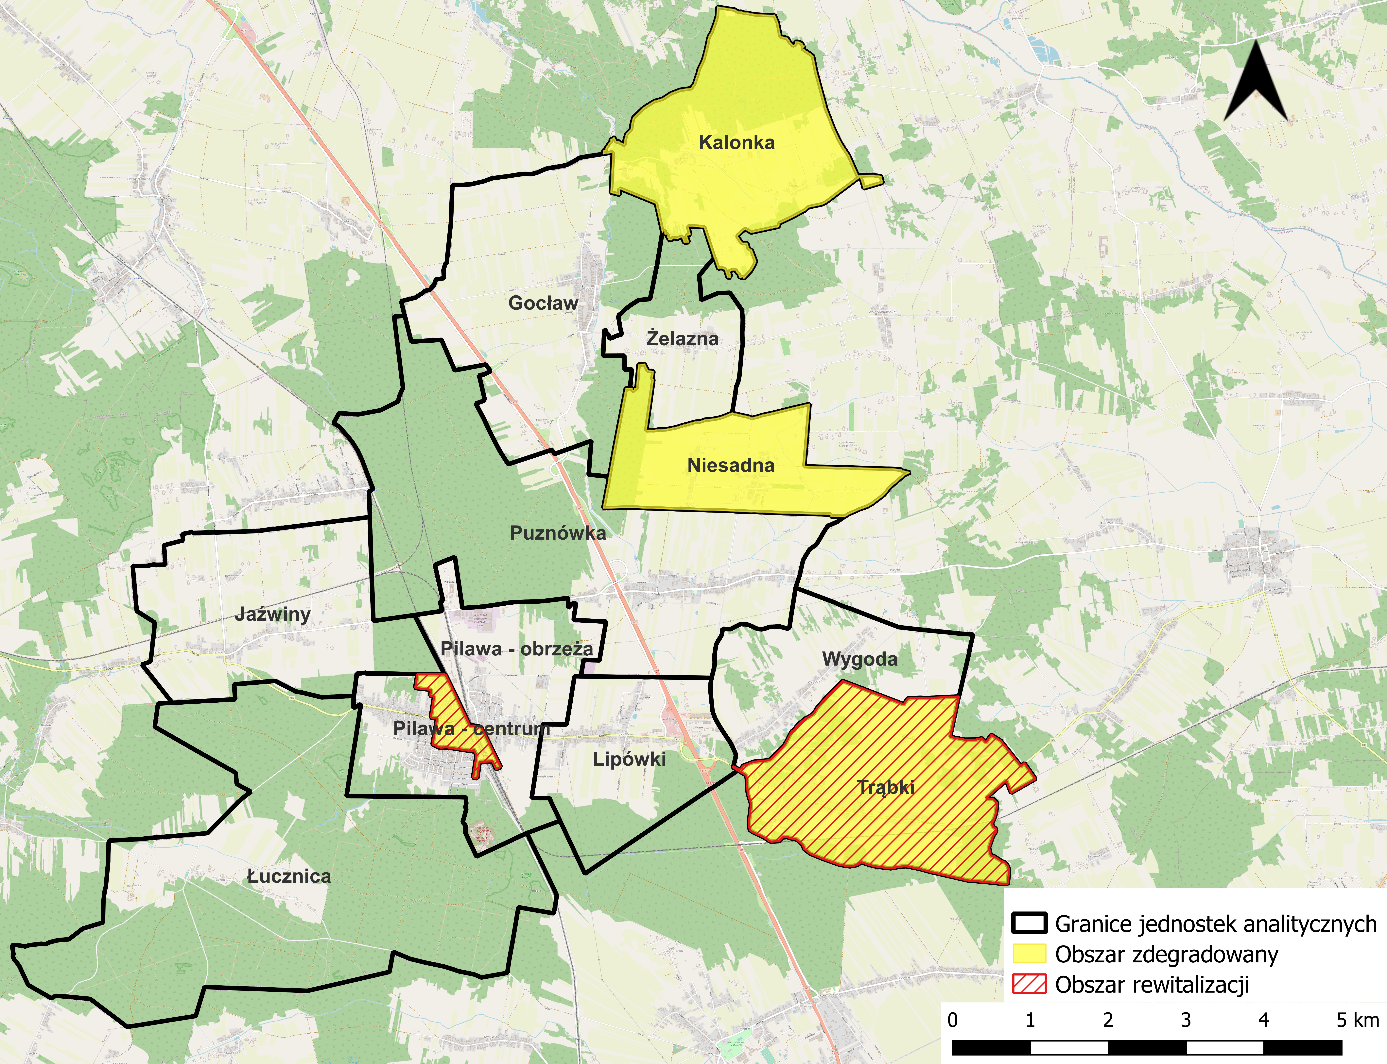 Kalonka
Gocław
Żelazna
Niesadna
Puznówka
Jaźwiny
Pilawa - obrzeża
Wygoda
Pilawa - centrum
Lipówki
Trąbki
Łucznica
Granice jednostek analitycznych
Obszar zdegradowany
Obszar rewitalizacji
0 1 2 3 4 5 km